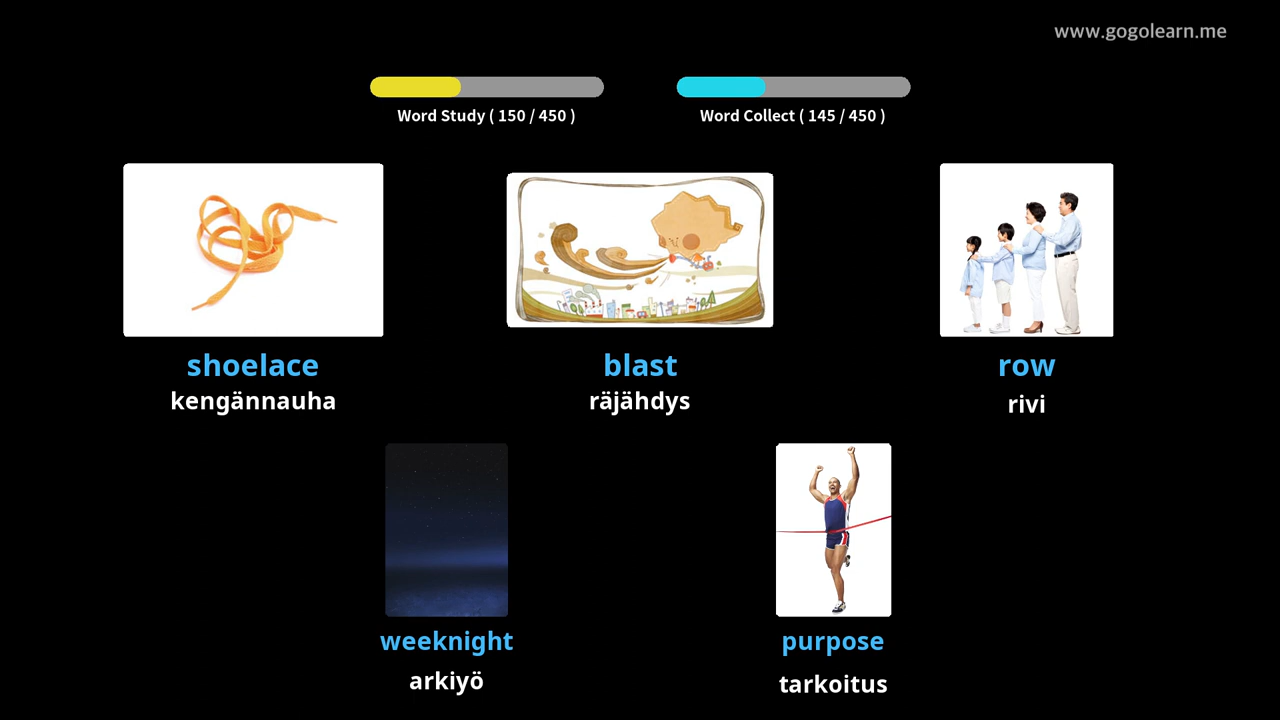 www.gogolearn.me
Word Study ( 150 / 450 )
Word Collect ( 145 / 450 )
shoelace
kengännauha
blast
räjähdys
row
rivi
weeknight
arkiyö
purpose
tarkoitus